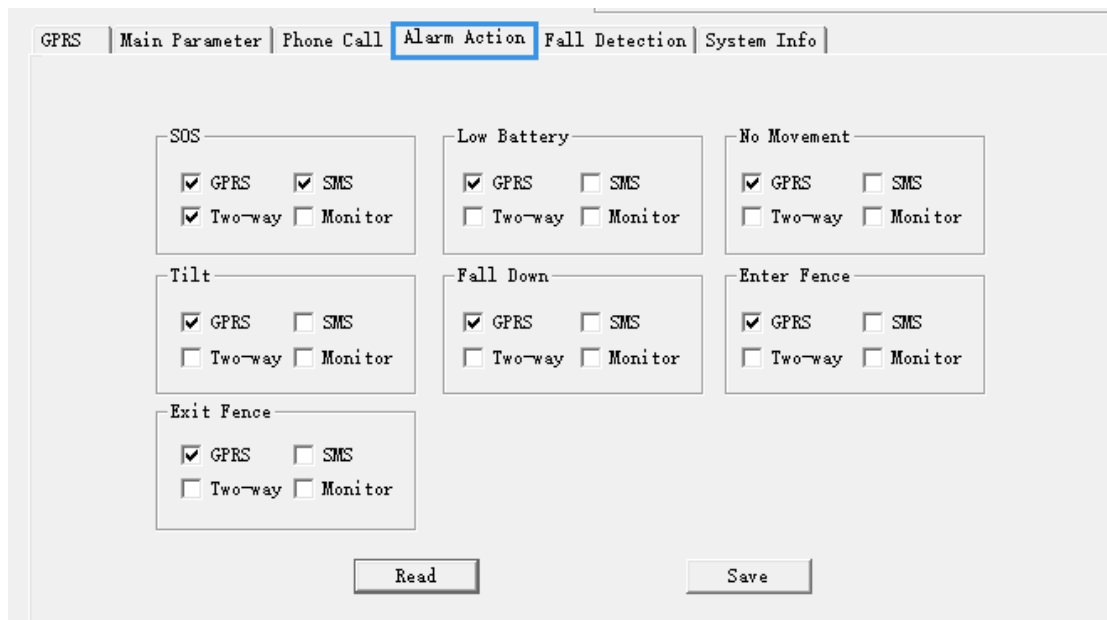 GPRS Main Parameter Phone Call Alarm Action Fall Detection System Info
SOS Low Battery No Movement
GPRS SMS GPRS SMS GPRS SMS
Two-way Monitor Two-way Monitor Two-way Monitor
Tilt Fall Down Enter Fence
GPRS SMS GPRS SMS GPRS SMS
Two-way Monitor Two-way Monitor Two-way Monitor
Exit Fence
GPRS SMS
Two-way Monitor
Read Save